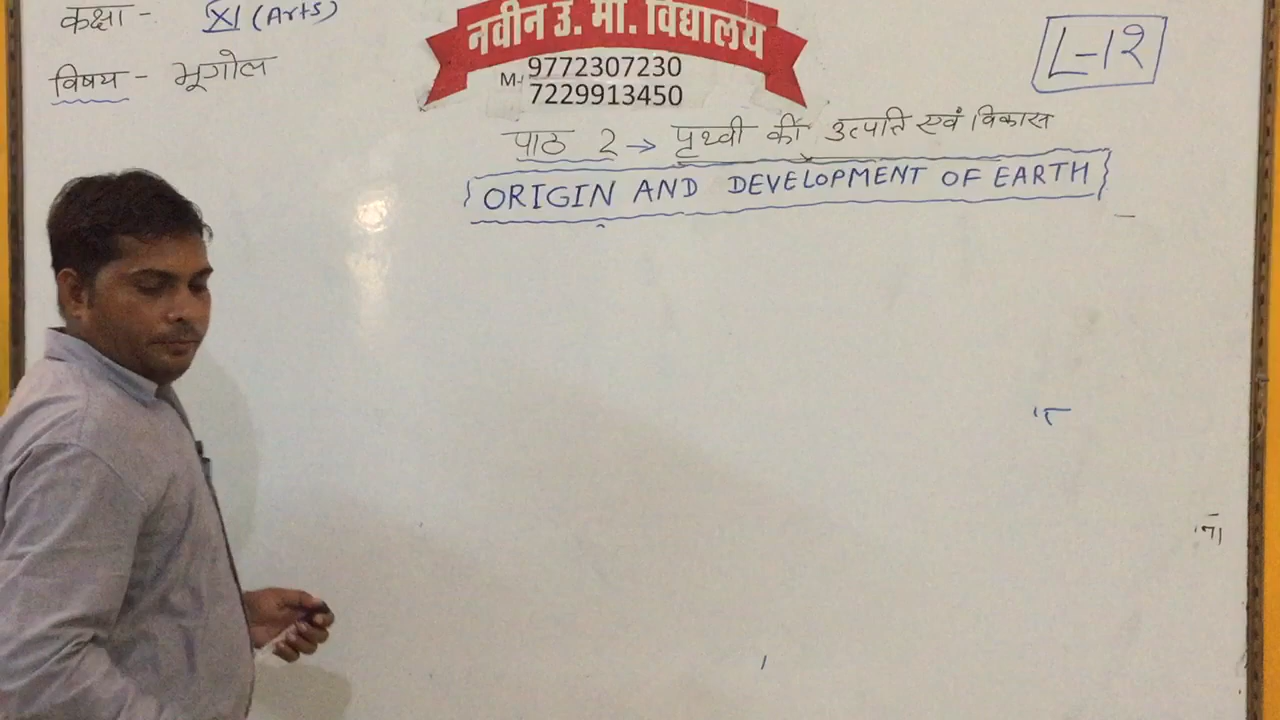 कक्षा - XI (Arts)
विषय - भूगोल
नवीन उ. मा. विद्यालय
M- 9772307230
7229913450
L-12
पाठ 2 → पृथ्वी की उत्पति एवं विकास
ORIGIN AND DEVELOPMENT OF EARTH